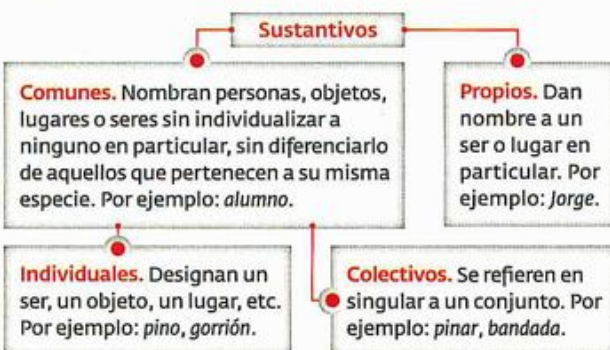 Sustantivos
Comunes. Nombran personas, objetos,
lugares o seres sin individualizar a
ninguno en particular, sin diferenciarlo
de aquellos que pertenecen a su misma
especie. Por ejemplo: alumno.
Propios. Dan
nombre a un
ser o lugar en
particular. Por
ejemplo: Jorge.
Individuales. Designan un
ser, un objeto, un lugar, etc.
Por ejemplo: pino, gorrión.
Colectivos. Se refieren en
singular a un conjunto. Por
ejemplo: pinar, bandada.